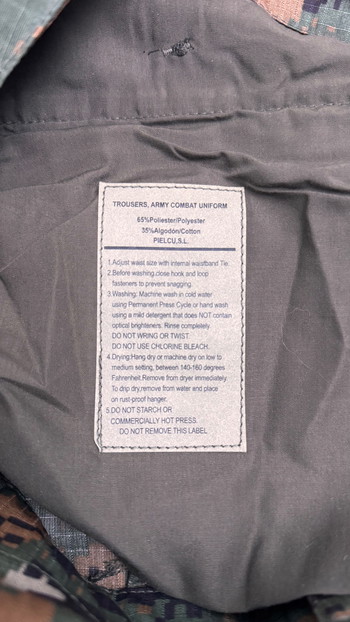 TROUSERS, ARMY COMBAT UNIFORM
65%Poliester/Polyester
35%Algodón/Cotton
PIELCU,S.L.
1.Adjust waist size with internal waistband Tie.
2.Before washing,close hook and loop
fasteners to prevent snagging.
3.Washing: Machine wash in cold water
using Permanent Press Cycle or hand wash
using a mild detergent that does NOT contain
optical brighteners. Rinse completely.
DO NOT WRING OR TWIST.
DO NOT USE CHLORINE BLEACH.
4.Drying:Hang dry or machine dry on low to
medium setting, between 140-160 degrees
Fahrenheit.Remove from dryer immediately.
To drip dry,remove from water and place
on rust-proof hanger.
5.DO NOT STARCH OR
COMMERCIALLY HOT PRESS.
DO NOT REMOVE THIS LABEL